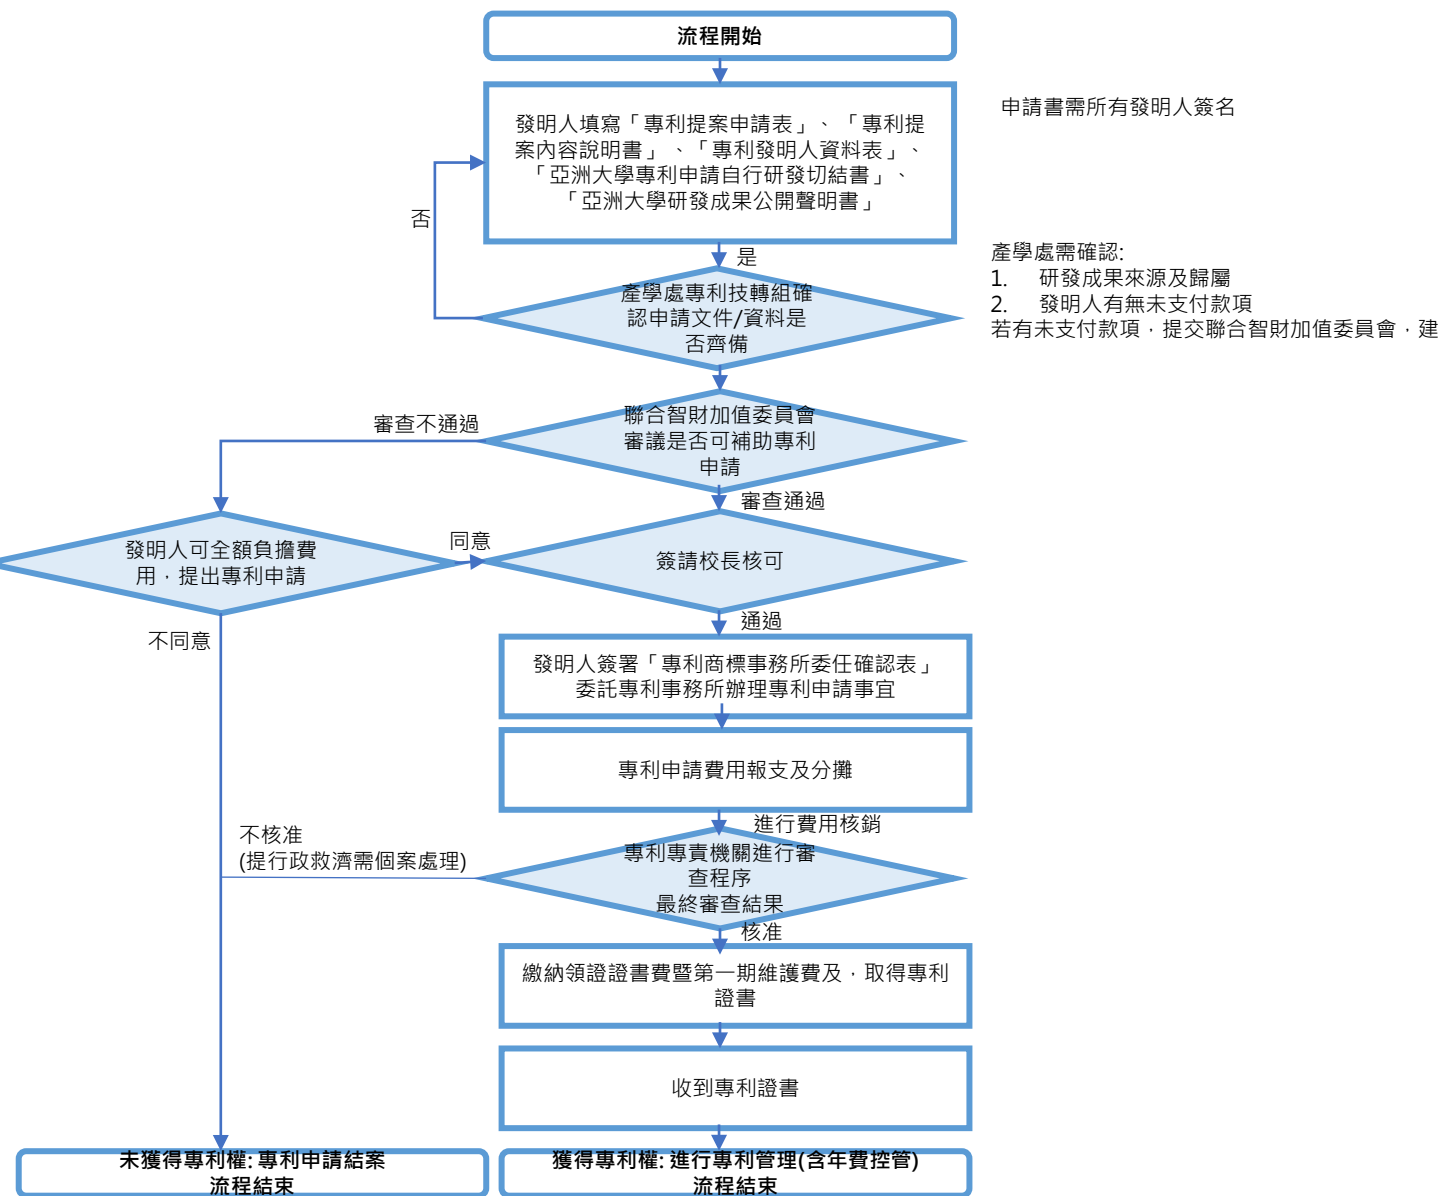 流程開始
發明人填寫「專利提案申請表」、「專利提
案內容說明書」、「專利發明人資料表」、
「亞洲大學專利申請自行研發切結書」、
「亞洲大學研發成果公開聲明書」
申請書需所有發明人簽名
否
是
產學處需確認:
1. 研發成果來源及歸屬
2. 發明人有無未支付款項
若有未支付款項，提交聯合智財加值委員會，建
產學處專利技轉組確
認申請文件/資料是
否齊備
審查不通過
聯合智財加值委員會
審議是否可補助專利
申請
審查通過
發明人可全額負擔費
用，提出專利申請
同意
簽請校長核可
不同意
通過
發明人簽署「專利商標事務所委任確認表」
委託專利事務所辦理專利申請事宜
專利申請費用報支及分攤
進行費用核銷
不核准
(提行政救濟需個案處理)
專利專責機關進行審
查程序
最終審查結果
核准
繳納領證證書費暨第一期維護費及，取得專利
證書
收到專利證書
未獲得專利權: 專利申請結案
流程結束
獲得專利權: 進行專利管理(含年費控管)
流程結束